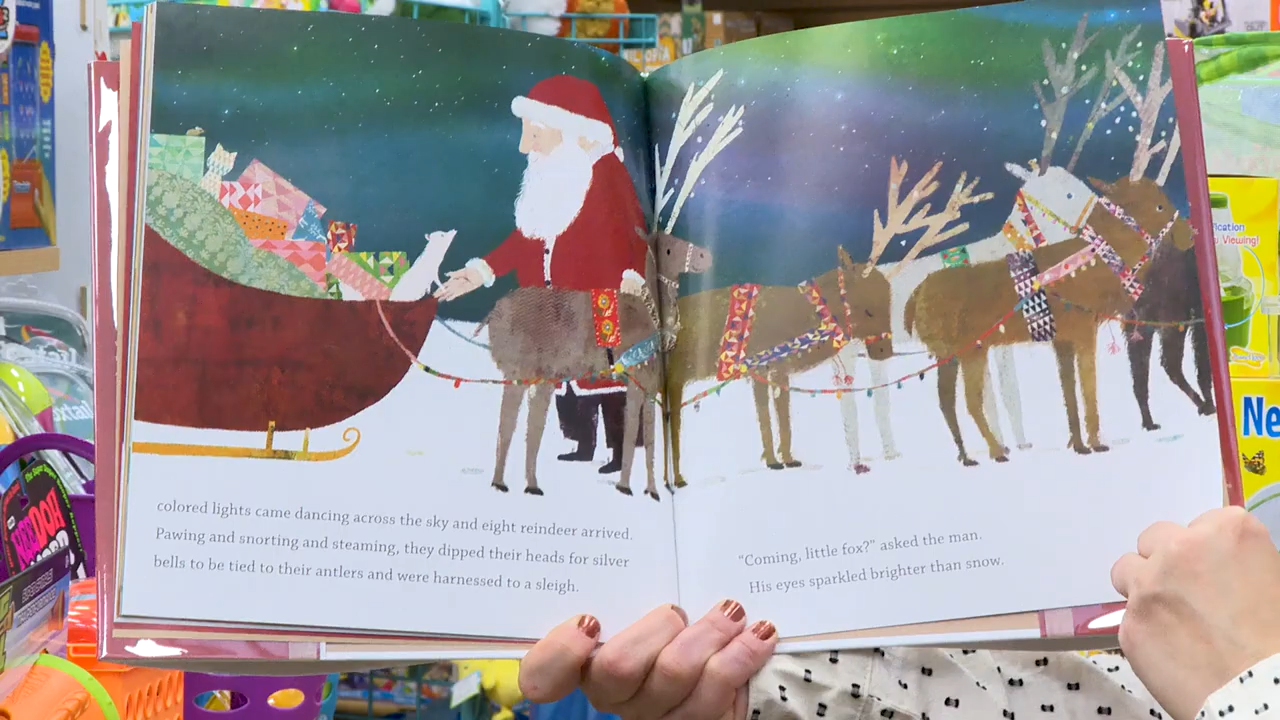 colored lights came dancing across the sky and eight reindeer arrived.
Pawing and snorting and steaming, they dipped their heads for silver
bells to be tied to their antlers and were harnessed to a sleigh.
“Coming, little fox?” asked the man.
His eyes sparkled brighter than snow.
Viewing!
Ne